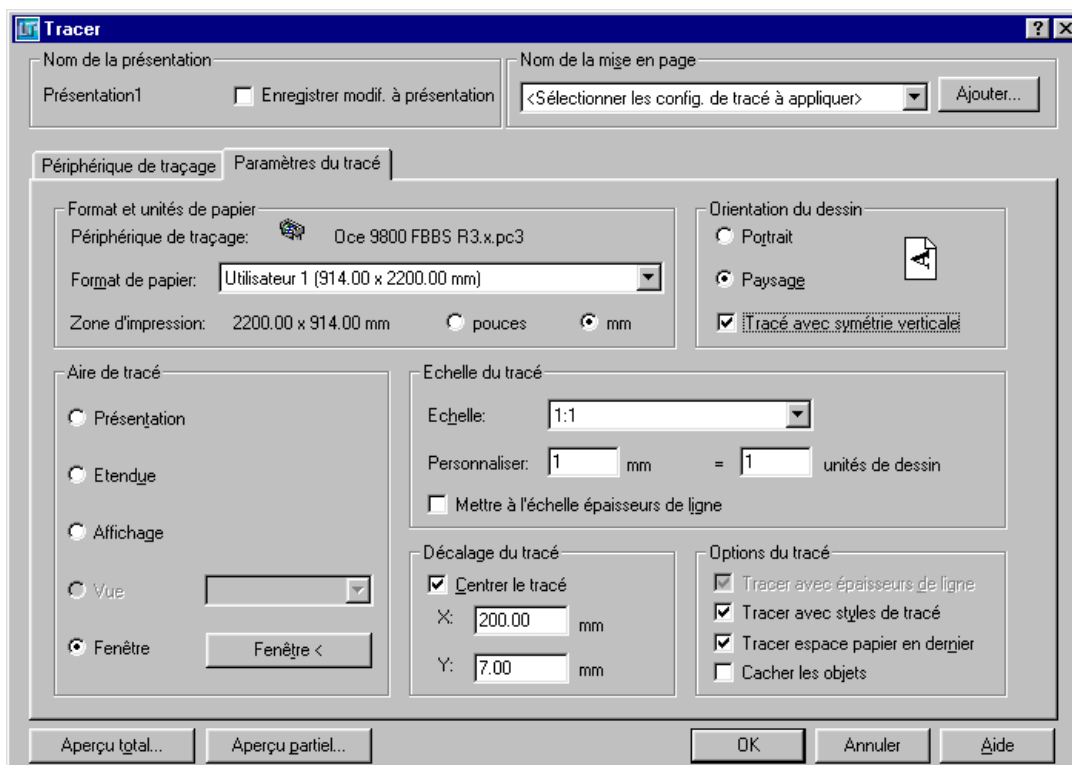 Tracer
Nom de la présentation
Présentation1
Enregistrer modif. à présentation
Nom de la mise en page
<Sélectionner les config. de tracé à appliquer>
Ajouter...
Périphérique de traçage
Paramètres du tracé
Format et unités de papier
Périphérique de traçage:
Oce 9800 FBBS R3.x.pc3
Format de papier:
Utilisateur 1 (914.00 x 2200.00 mm)
Zone d'impression:
2200.00 x 914.00 mm
pouces
mm
Orientation du dessin
Portrait
Paysage
A
Tracé avec symétrie verticale
Aire de tracé
Présentation
Etendue
Affichage
Vue
Fenêtre
Fenêtre <
Echelle du tracé
Echelle:
1:1
Personnaliser:
1
mm
=
1
unités de dessin
Mettre à l'échelle épaisseurs de ligne
Décalage du tracé
Centrer le tracé
X:
200.00
mm
Y:
7.00
mm
Options du tracé
Tracer avec épaisseurs de ligne
Tracer avec styles de tracé
Tracer espace papier en dernier
Cacher les objets
Aperçu total...
Aperçu partiel...
OK
Annuler
Aide